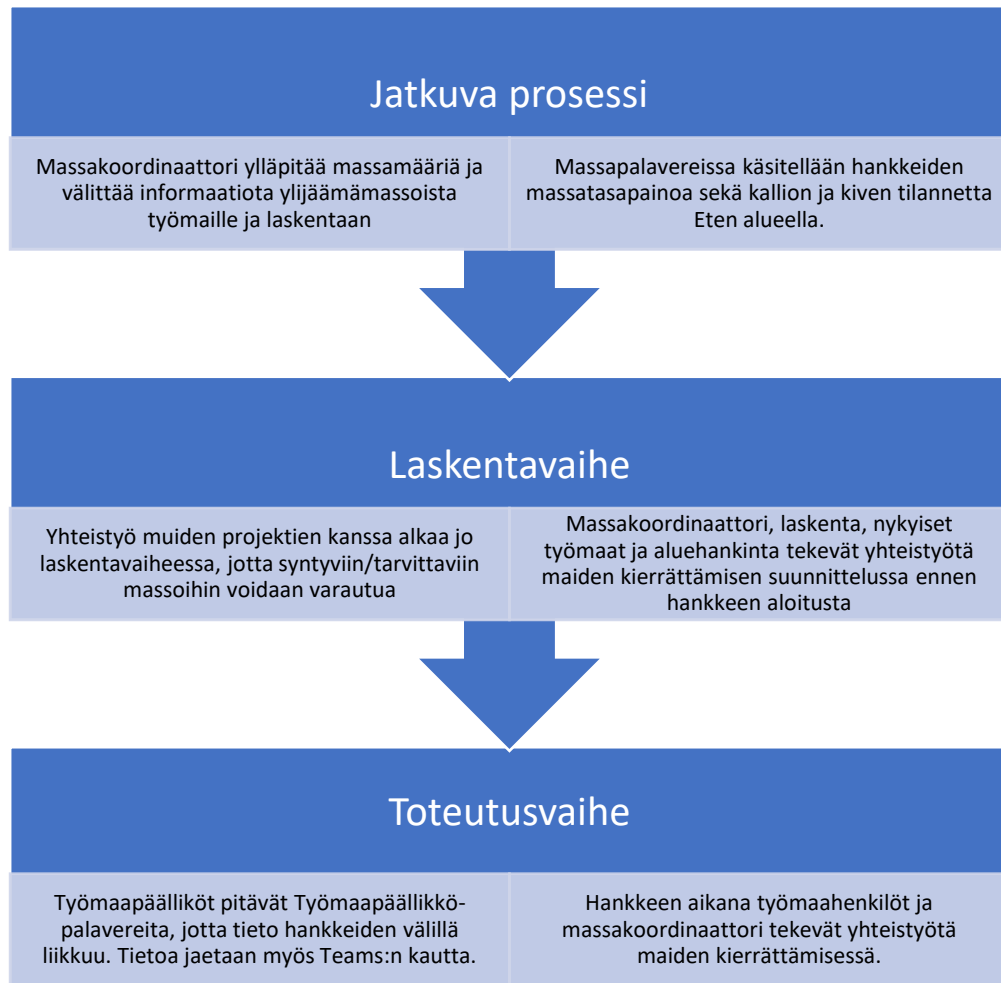 Jatkuva prosessi
Massakoordinaattori ylläpitää massamääriä ja
välittää informaatiota ylijäämämassoista
työmaille ja laskentaan
Massapalavereissa käsitellään hankkeiden
massatasapainoa sekä kallion ja kiven tilannetta
Eten alueella.
Laskentavaihe
Yhteistyö muiden projektien kanssa alkaa jo
laskentavaiheessa, jotta syntyviin/tarvittaviin
massoihin voidaan varautua
Massakoordinaattori, laskenta, nykyiset
työmaat ja aluehankinta tekevät yhteistyötä
maiden kierrättämisen suunnittelussa ennen
hankkeen aloitusta
Toteutusvaihe
Työmaapäälliköt pitävät Työmaapäällikkö-
palavereita, jotta tieto hankkeiden välillä
liikkuu. Tietoa jaetaan myös Teams:n kautta.
Hankkeen aikana työmaahenkilöt ja
massakoordinaattori tekevät yhteistyötä
maiden kierrättämisessä.